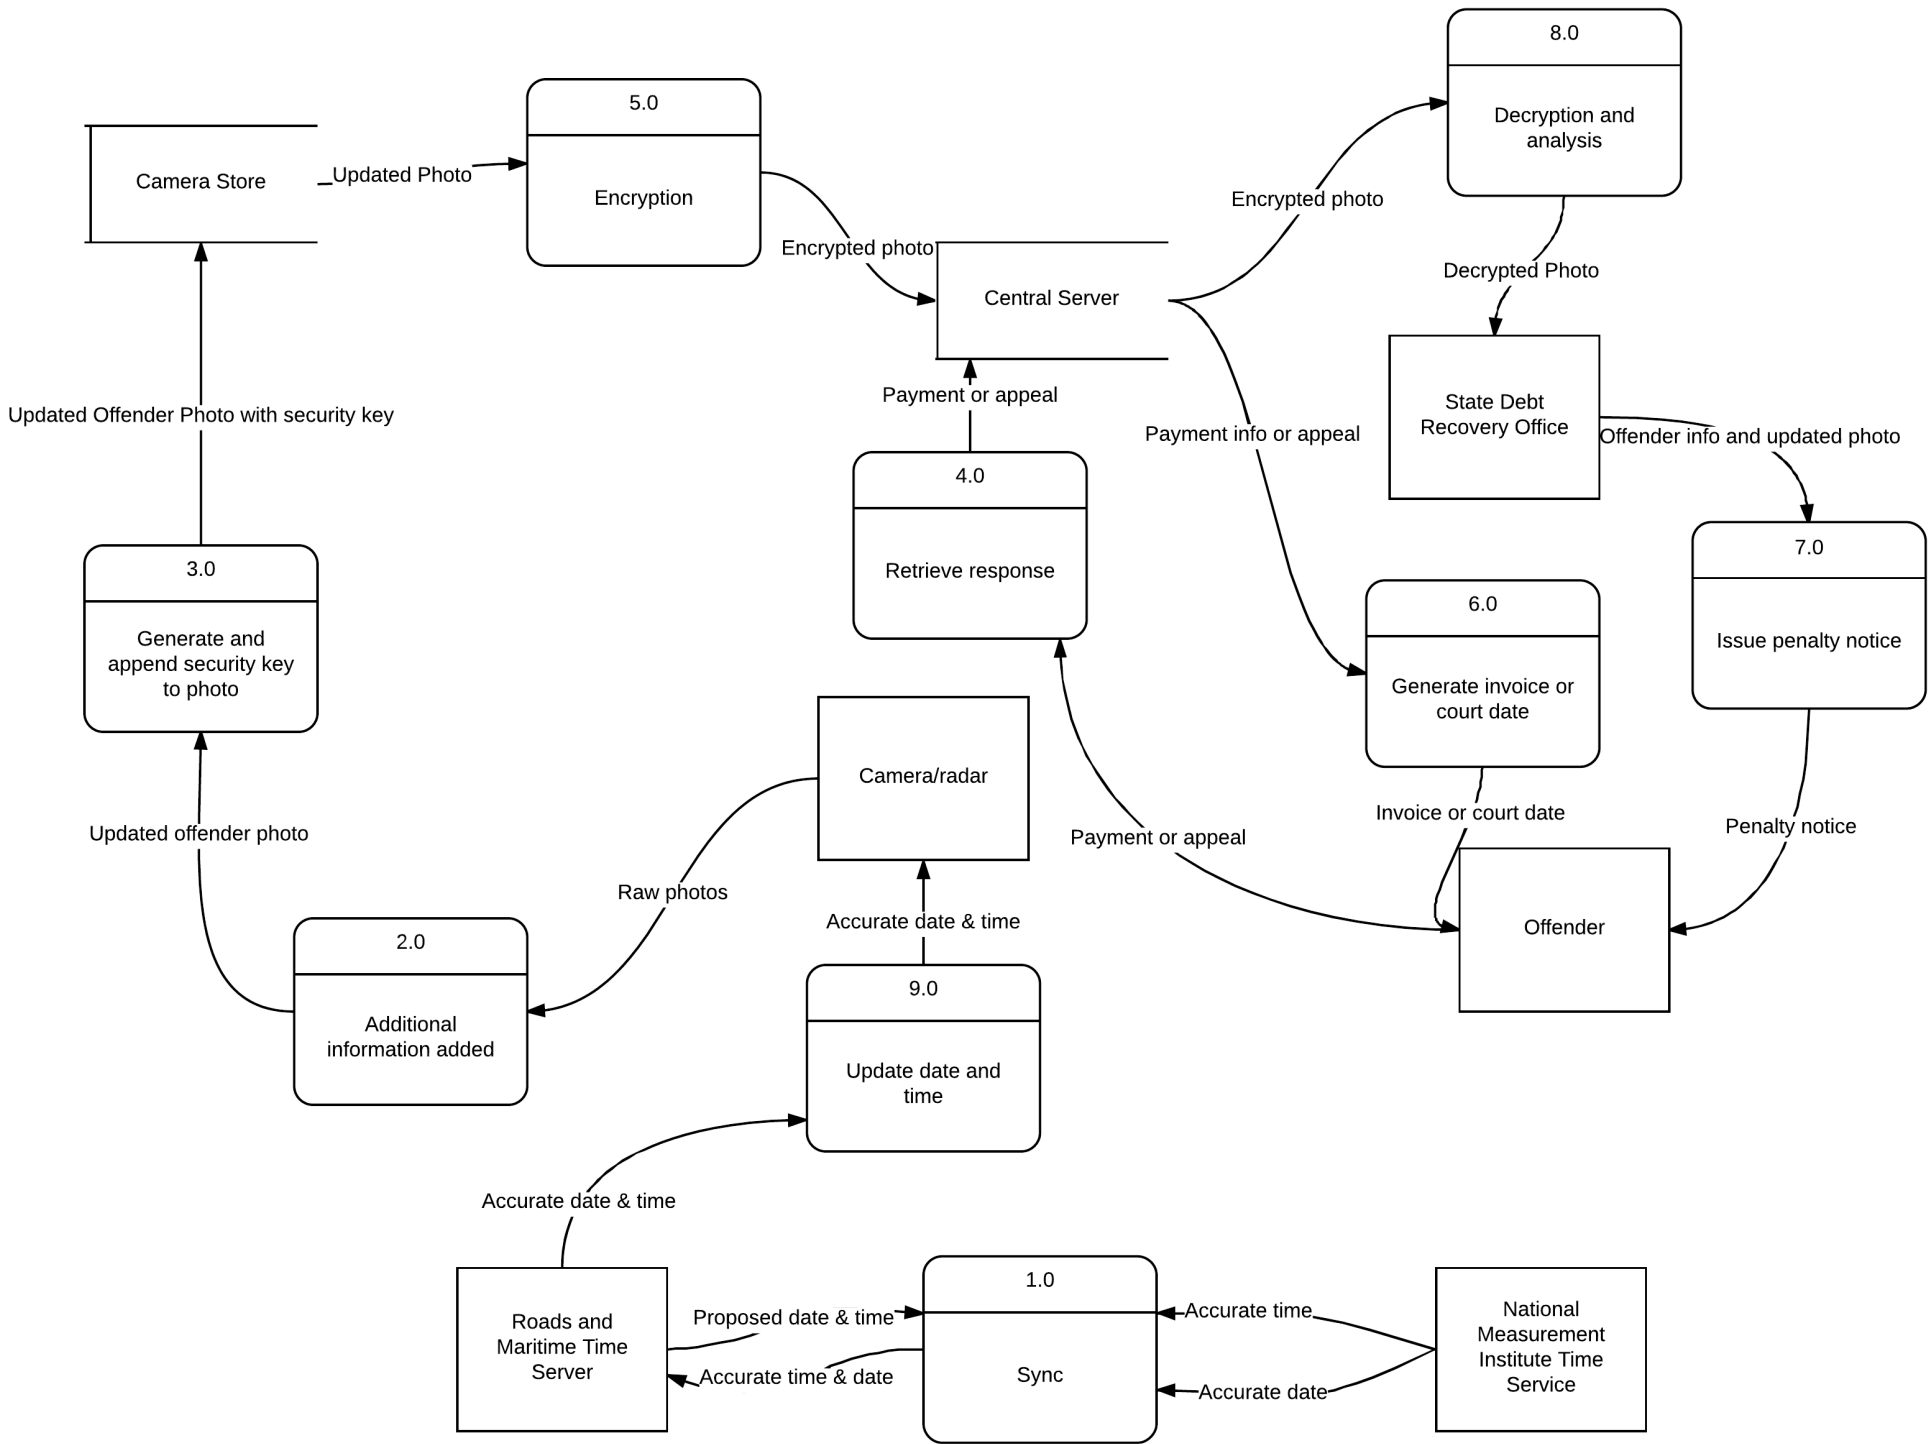 8.0
Decryption and
analysis
5.0
Encryption
Camera Store
Updated Photo
Encrypted photo
Encrypted photo
Central Server
Decrypted Photo
Payment or appeal
Payment info or appeal
State Debt
Recovery Office
Offender info and updated photo
Updated Offender Photo with security key
4.0
Retrieve response
7.0
Issue penalty notice
3.0
Generate and
append security key
to photo
6.0
Generate invoice or
court date
Camera/radar
Invoice or court date
Penalty notice
Updated offender photo
Payment or appeal
Raw photos
Accurate date & time
Offender
2.0
Additional
information added
9.0
Update date and
time
Accurate date & time
1.0
Sync
Roads and
Maritime Time
Server
Proposed date & time
Accurate time & date
Accurate time
Accurate date
National
Measurement
Institute Time
Service